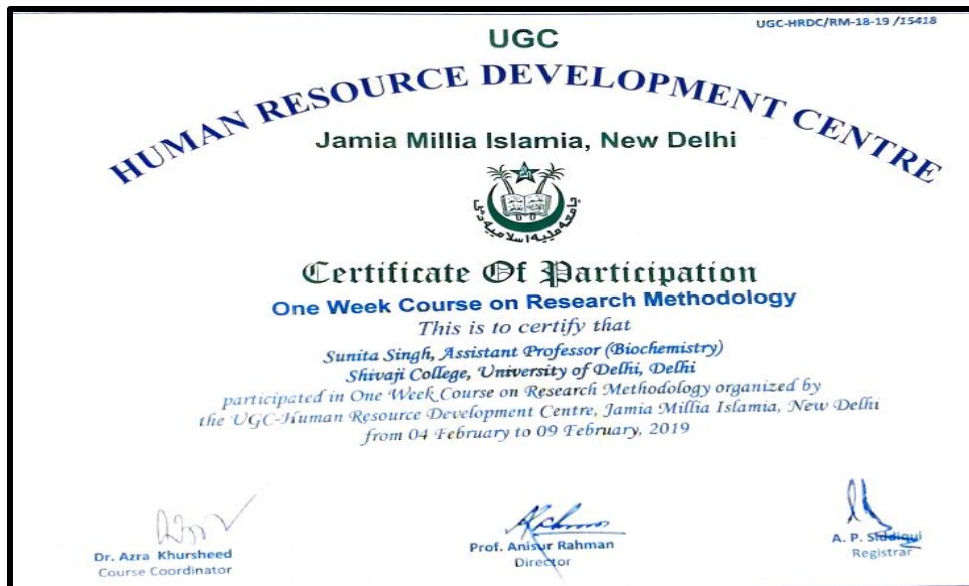 UGC-HRDC/RM-18-19 /15418
UGC
HUMAN RESOURCE DEVELOPMENT CENTRE
Jamia Millia Islamia, New Delhi
جامعہ ملیہ اسلامیہ دہلی
Certificate Of Participation
One Week Course on Research Methodology
This is to certify that
Sunita Singh, Assistant Professor (Biochemistry)
Shivaji College, University of Delhi, Delhi
participated in One Week Course on Research Methodology organized by
the UGC-Human Resource Development Centre, Jamia Millia Islamia, New Delhi
from 04 February to 09 February, 2019
Dr. Azra Khursheed
Course Coordinator
Prof. Anisur Rahman
Director
A. P. Siddiqui
Registrar